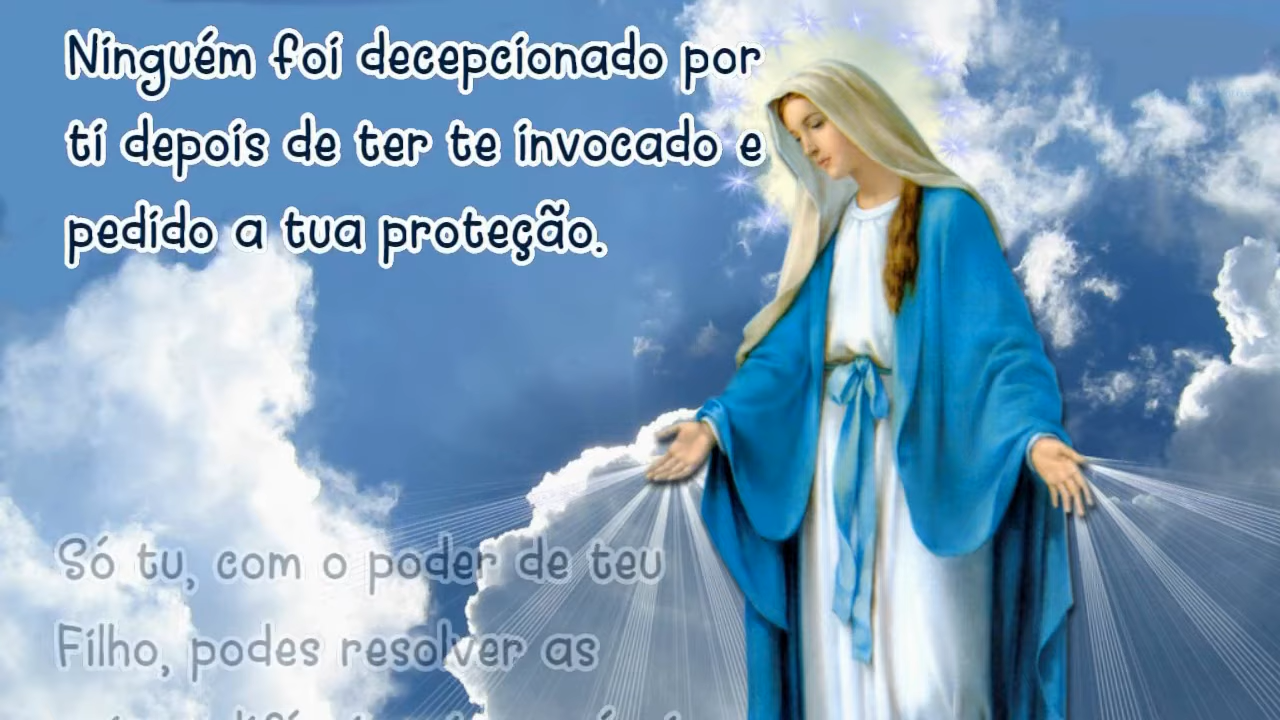 Ninguém foi decepcionado por
ti depois de ter te invocado e
pedido a tua proteção.
Só tu, com o poder de teu
Filho, podes resolver as